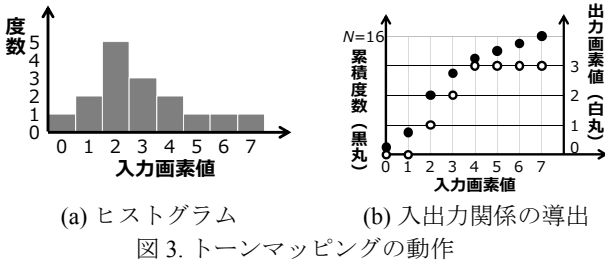 度数
5
4
3
2
1
0
0 1 2 3 4 5 6 7
入力画素値
(a) ヒストグラム
N=16
累積度数（黒丸）
出力画素値（白丸）
3
2
1
0
0 1 2 3 4 5 6 7
入力画素値
(b) 入出力関係の導出
図 3. トーンマッピングの動作